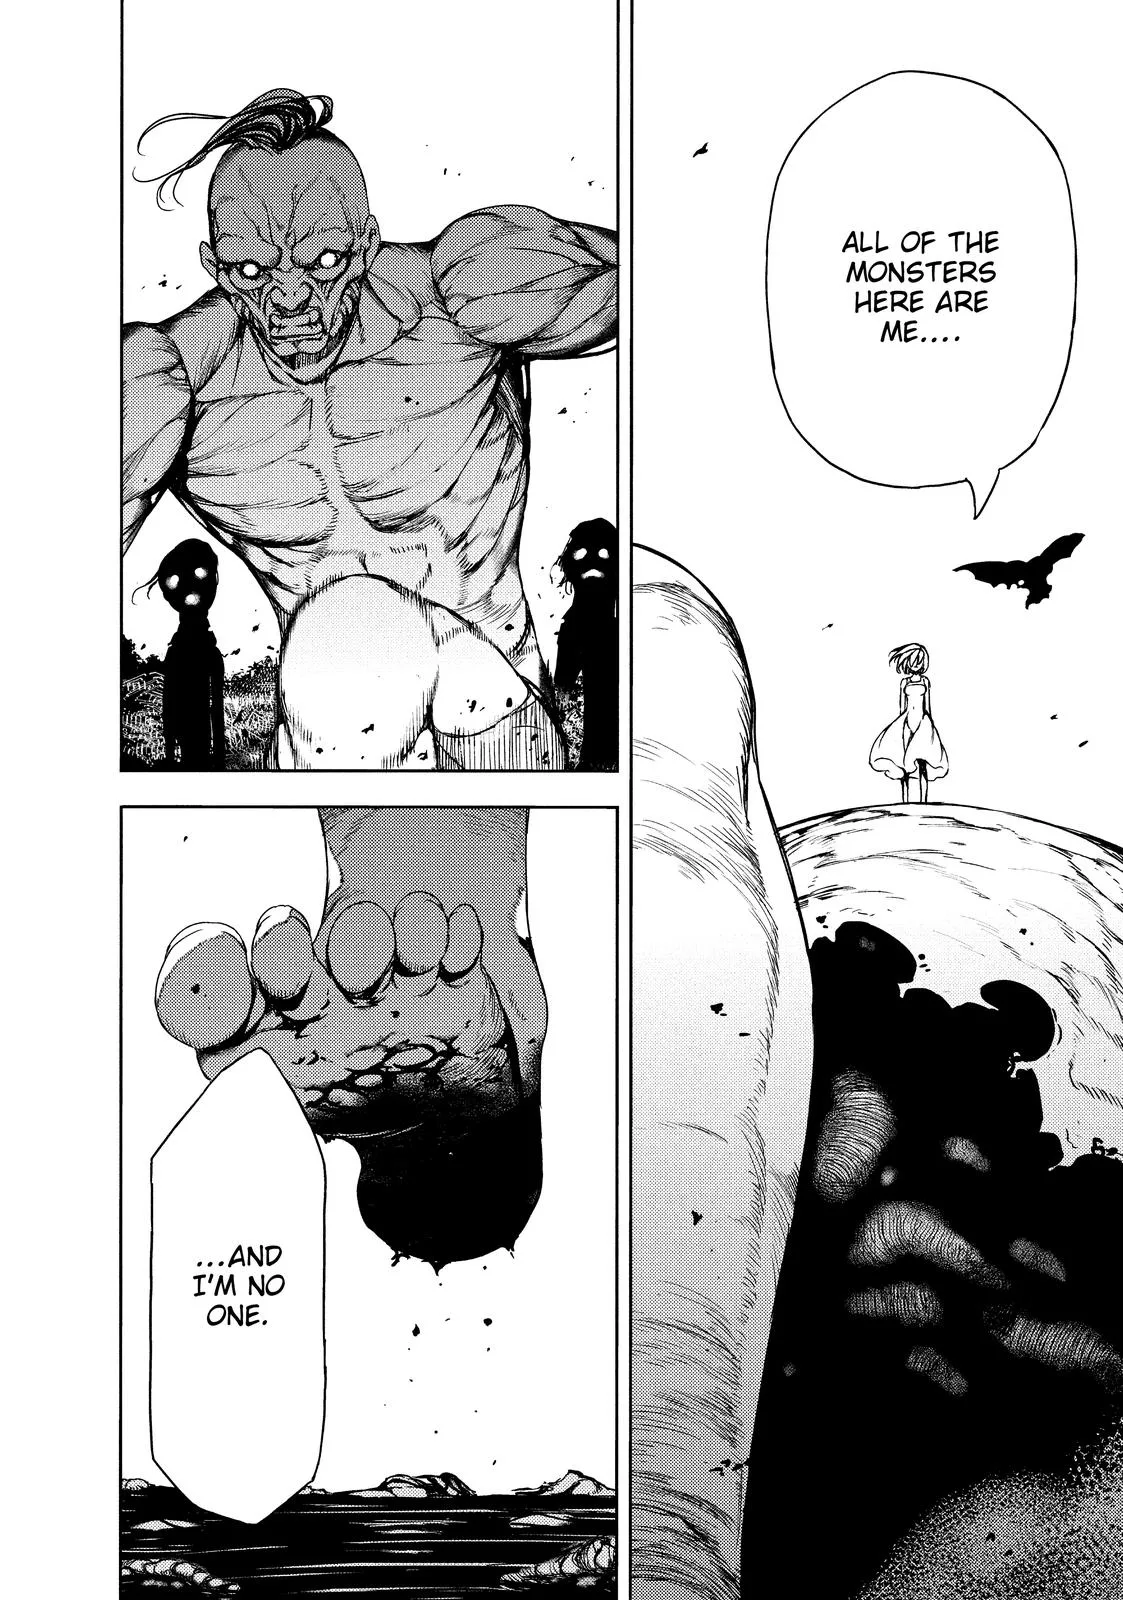 ALL OF THE
MONSTERS
HERE ARE
ME....
...AND
I'M NO
ONE.